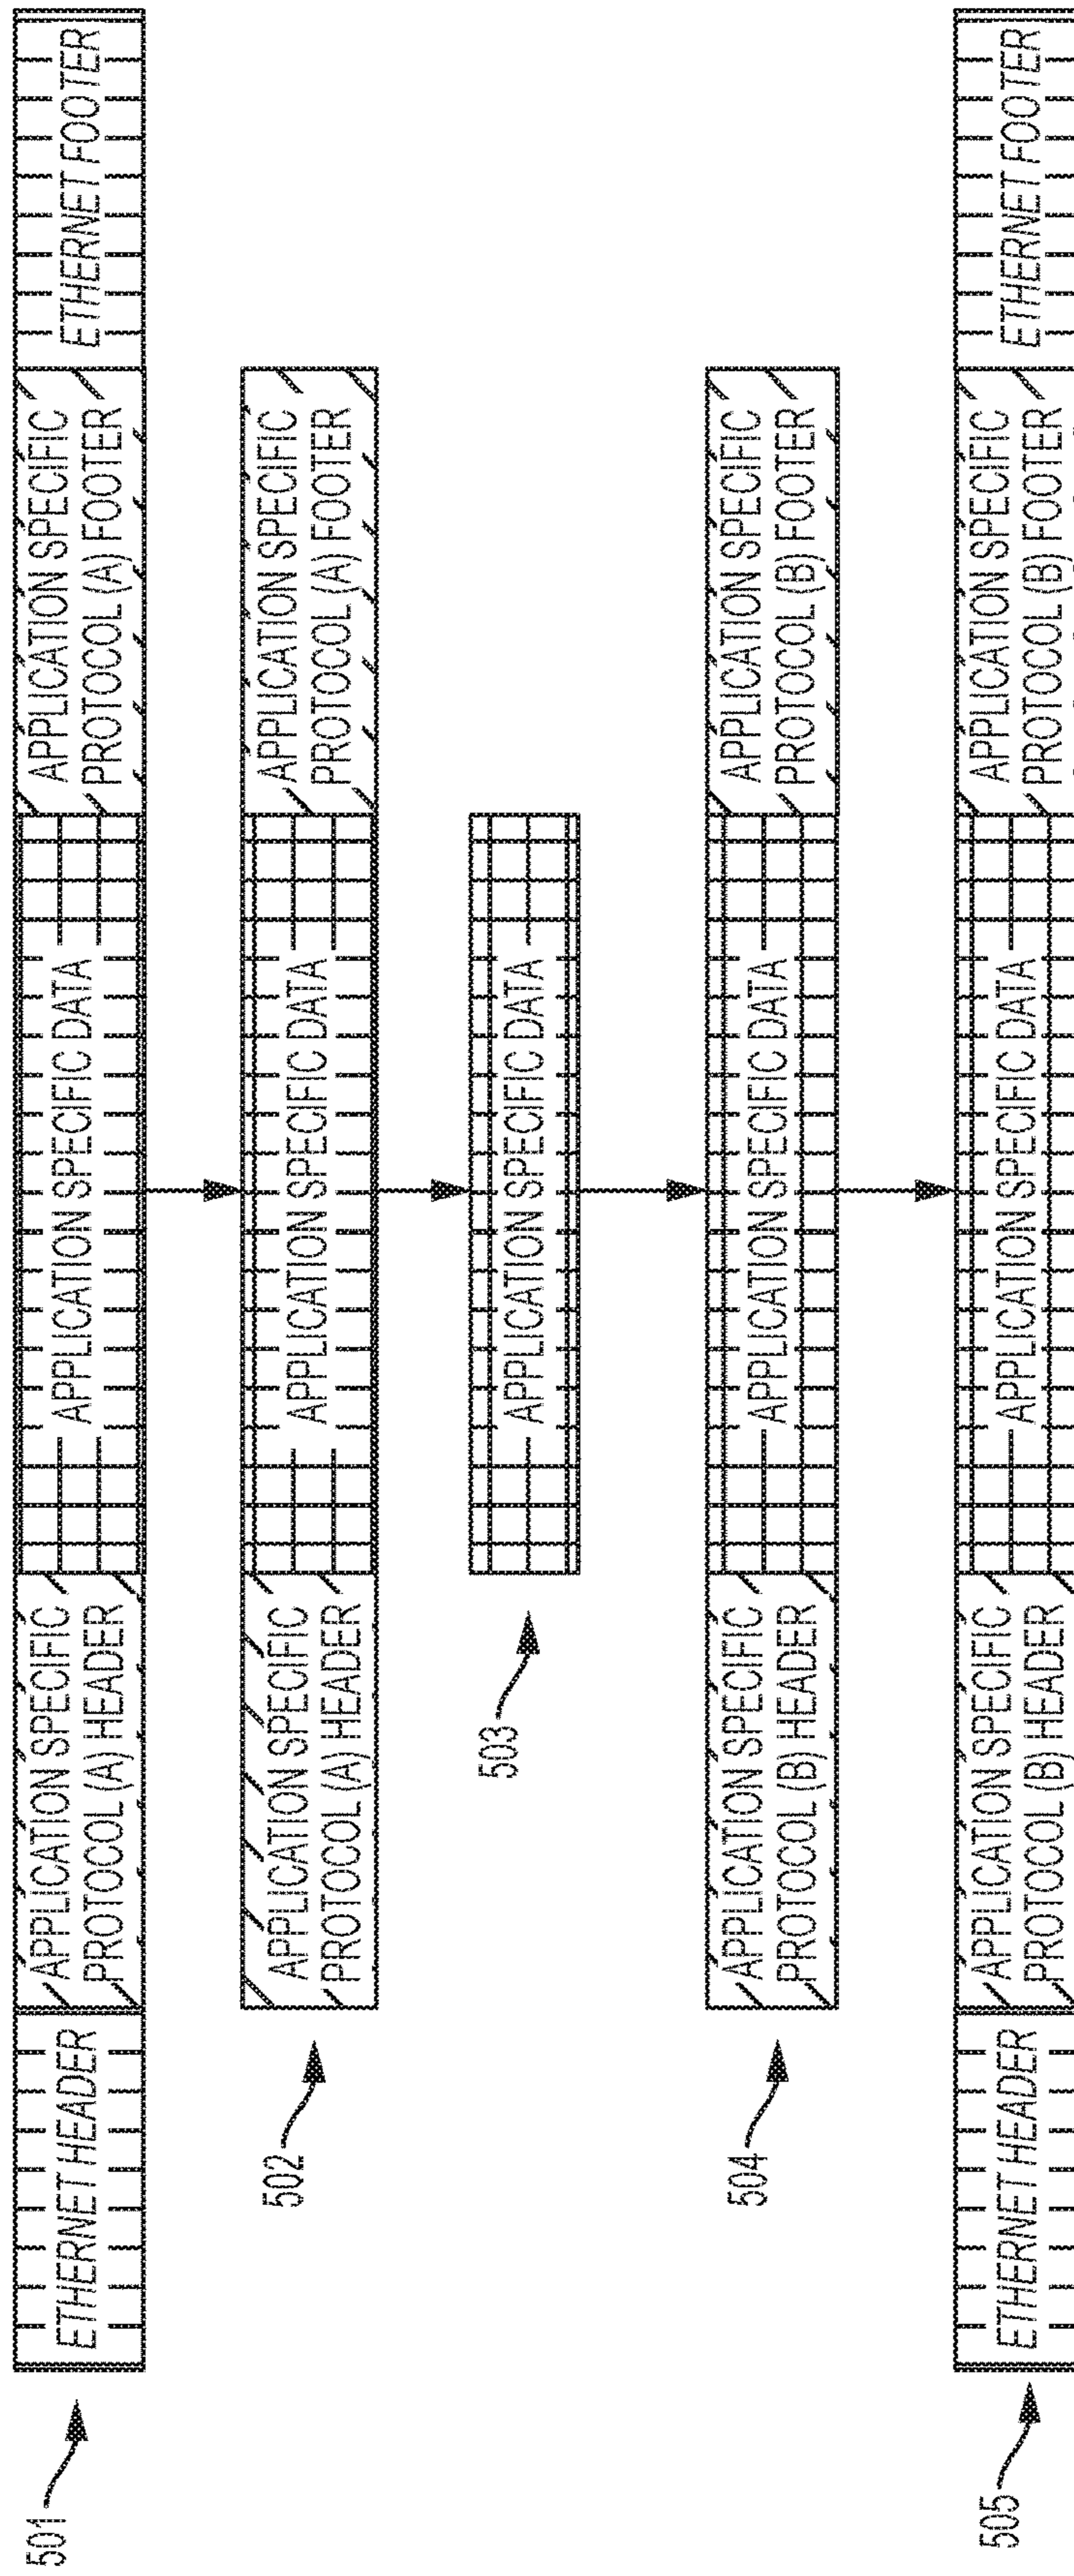 501
ETHERNET HEADER
APPLICATION SPECIFIC
PROTOCOL (A) HEADER
APPLICATION SPECIFIC DATA
APPLICATION SPECIFIC
PROTOCOL (A) FOOTER
ETHERNET FOOTER
502
APPLICATION SPECIFIC
PROTOCOL (A) HEADER
APPLICATION SPECIFIC DATA
APPLICATION SPECIFIC
PROTOCOL (A) FOOTER
503
APPLICATION SPECIFIC DATA
504
APPLICATION SPECIFIC
PROTOCOL (B) HEADER
APPLICATION SPECIFIC DATA
APPLICATION SPECIFIC
PROTOCOL (B) FOOTER
505
ETHERNET HEADER
APPLICATION SPECIFIC
PROTOCOL (B) HEADER
APPLICATION SPECIFIC DATA
APPLICATION SPECIFIC
PROTOCOL (B) FOOTER
ETHERNET FOOTER